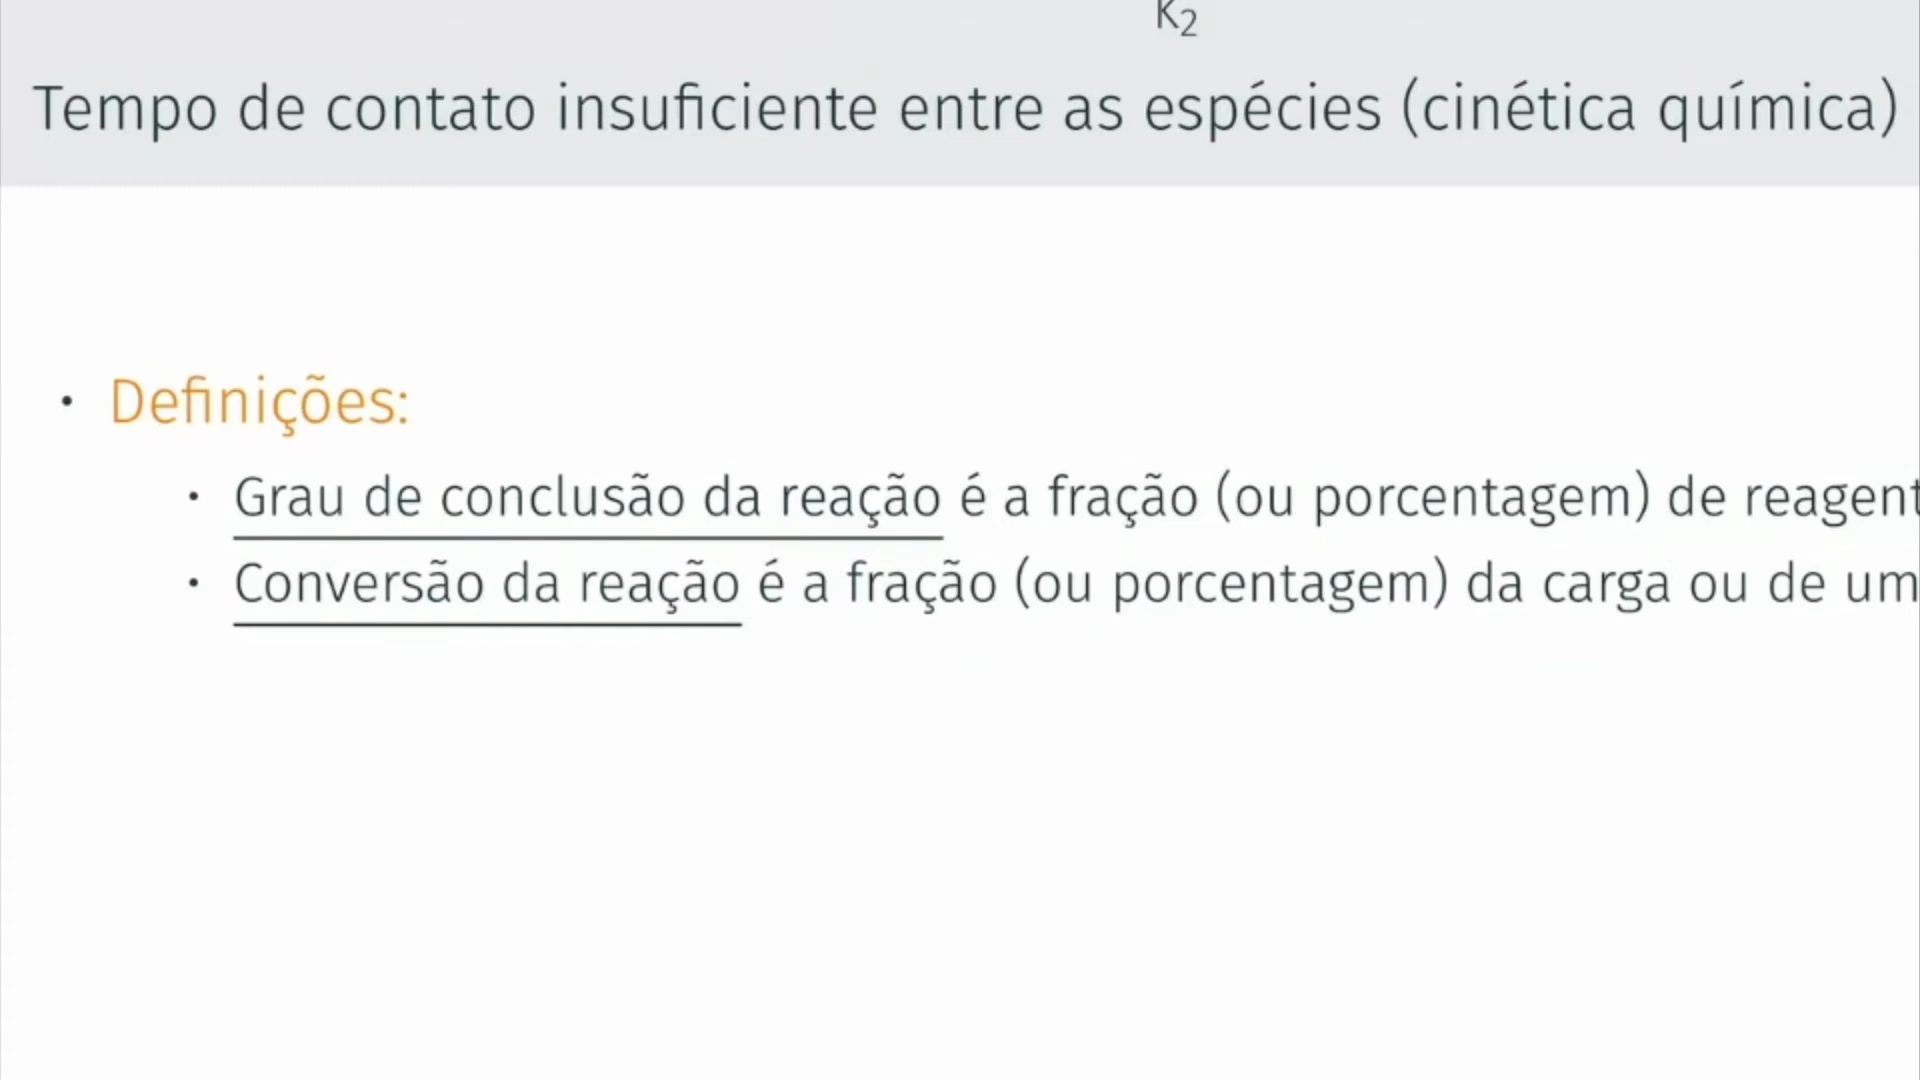 K₂
Tempo de contato insuficiente entre as espécies (cinética química)
• Definições:
• Grau de conclusão da reação é a fração (ou porcentagem) de reagent
• Conversão da reação é a fração (ou porcentagem) da carga ou de um